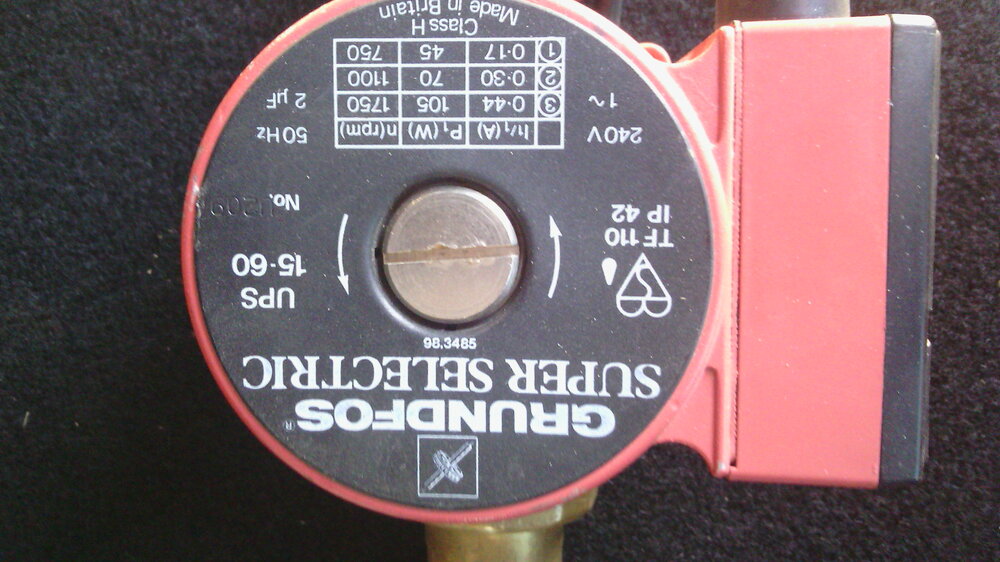 GRUNDFOS®
SUPER SELECTRIC
98.3485
UPS
15-60
No.
TF 110
IP 42
240V
1~
50Hz
2 µF
I1/1(A) P1(W) n(rpm)
3 0·44 105 1750
2 0·30 70 1100
1 0·17 45 750
Class H
Made in Britain